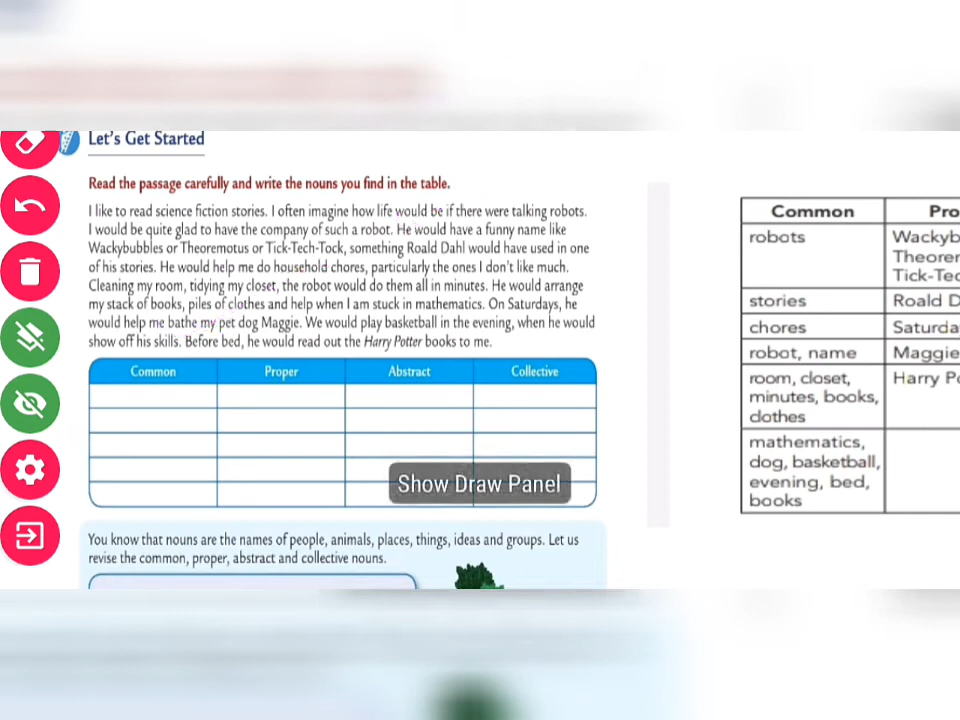 Let's Get Started
Read the passage carefully and write the nouns you find in the table.
I like to read science fiction stories. I often imagine how life would be if there were talking robots.
I would be quite glad to have the company of such a robot. He would have a funny name like
Wackybubbles or Theoremotus or Tick-Tech-Tock, something Roald Dahl would have used in one
of his stories. He would help me do household chores, particularly the ones I don't like much.
Cleaning my room, tidying my closet, the robot would do them all in minutes. He would arrange
my stack of books, piles of clothes and help when I am stuck in mathematics. On Saturdays, he
would help me bathe my pet dog Maggie. We would play basketball in the evening, when he would
show off his skills. Before bed, he would read out the Harry Potter books to me.
Common Proper Abstract Collective
Show Draw Panel
You know that nouns are the names of people, animals, places, things, ideas and groups. Let us
revise the common, proper, abstract and collective nouns.
Common Pro
robots Wackyb
Theorem
Tick-Tec
stories Roald D
chores Saturda
robot, name Maggie
room, closet, Harry Po
minutes, books,
clothes
mathematics,
dog, basketball,
evening, bed,
books